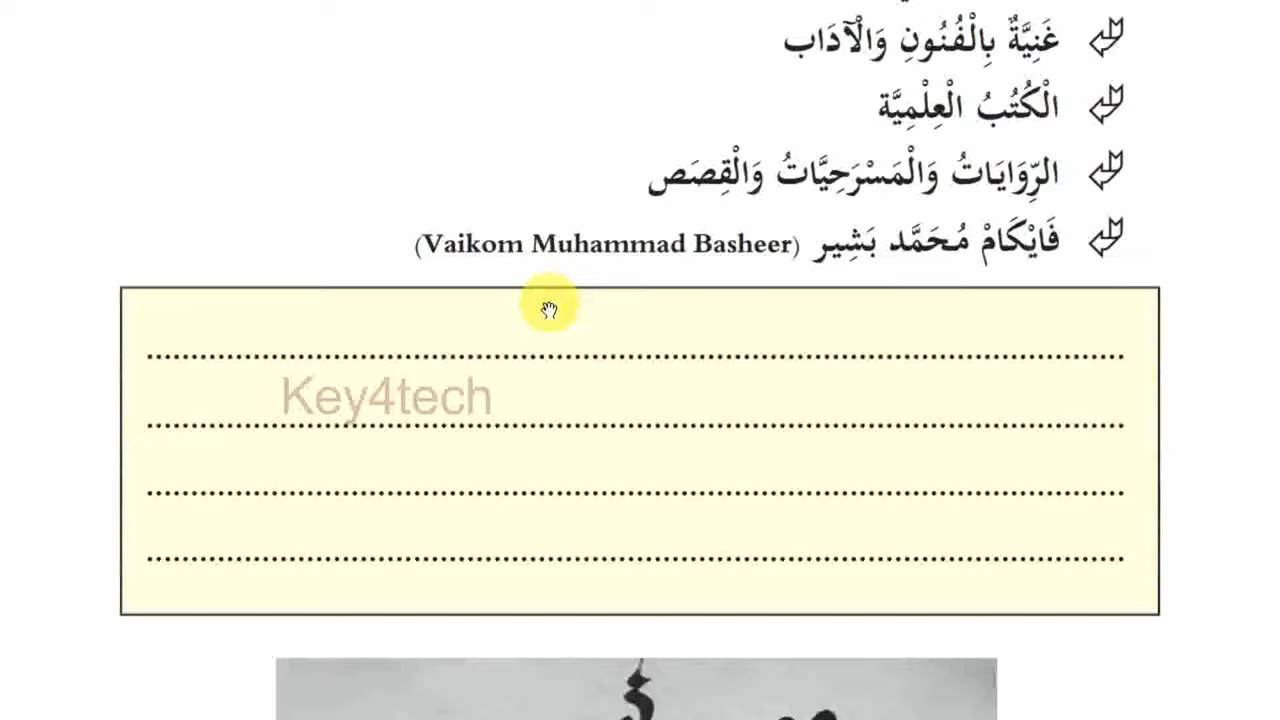 غَنِيَّةٌ بِالْفُنُونِ وَالْآدَاب
الْكُتُبُ الْعِلْمِيَّة
الرِّوَايَاتُ وَالْمَسْرَحِيَّاتُ وَالْقِصَص
فَايْكَامْ مُحَمَّد بَشِير (Vaikom Muhammad Basheer)
Key4tech